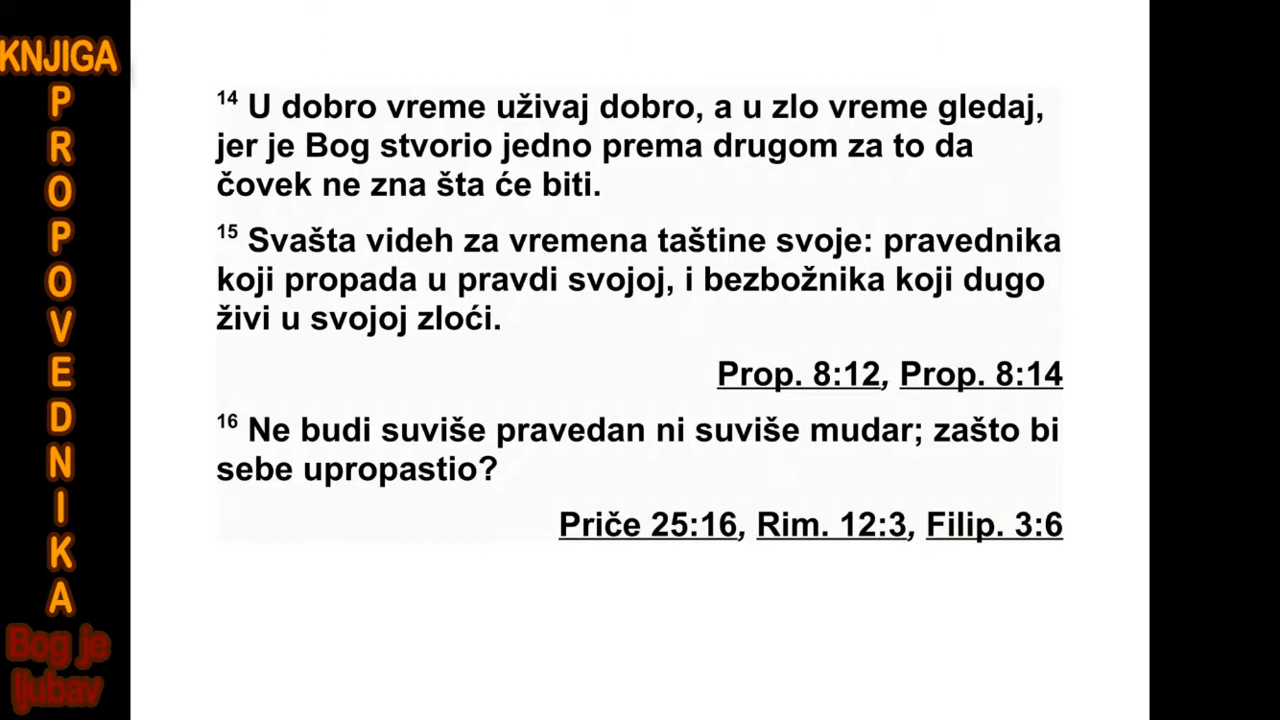 KNJIGA
PROPOVEDNIKA
Bog je
ljubav
14 U dobro vreme uživaj dobro, a u zlo vreme gledaj,
jer je Bog stvorio jedno prema drugom za to da
čovek ne zna šta će biti.
15 Svašta videh za vremena taštine svoje: pravednika
koji propada u pravdi svojoj, i bezbožnika koji dugo
živi u svojoj zloći.
Prop. 8:12, Prop. 8:14
16 Ne budi suviše pravedan ni suviše mudar; zašto bi
sebe upropastio?
Priče 25:16, Rim. 12:3, Filip. 3:6